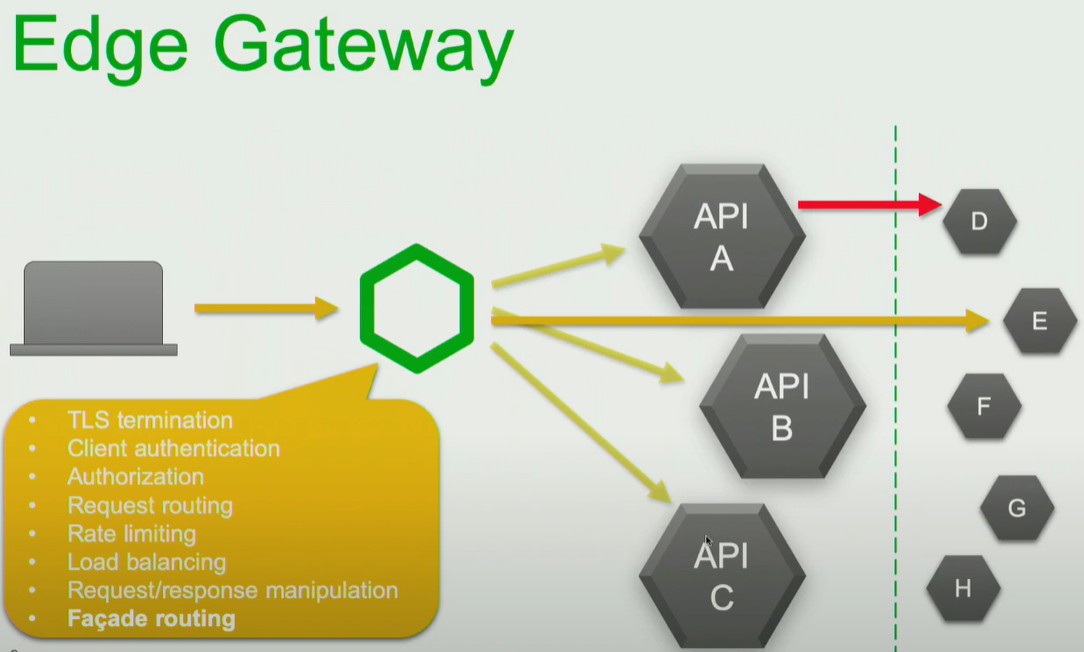 Edge Gateway
API
A
D
E
API
B
F
TLS termination
Client authentication
Authorization
Request routing
Rate limiting
Load balancing
Request/response manipulation
Façade routing
G
API
C
H